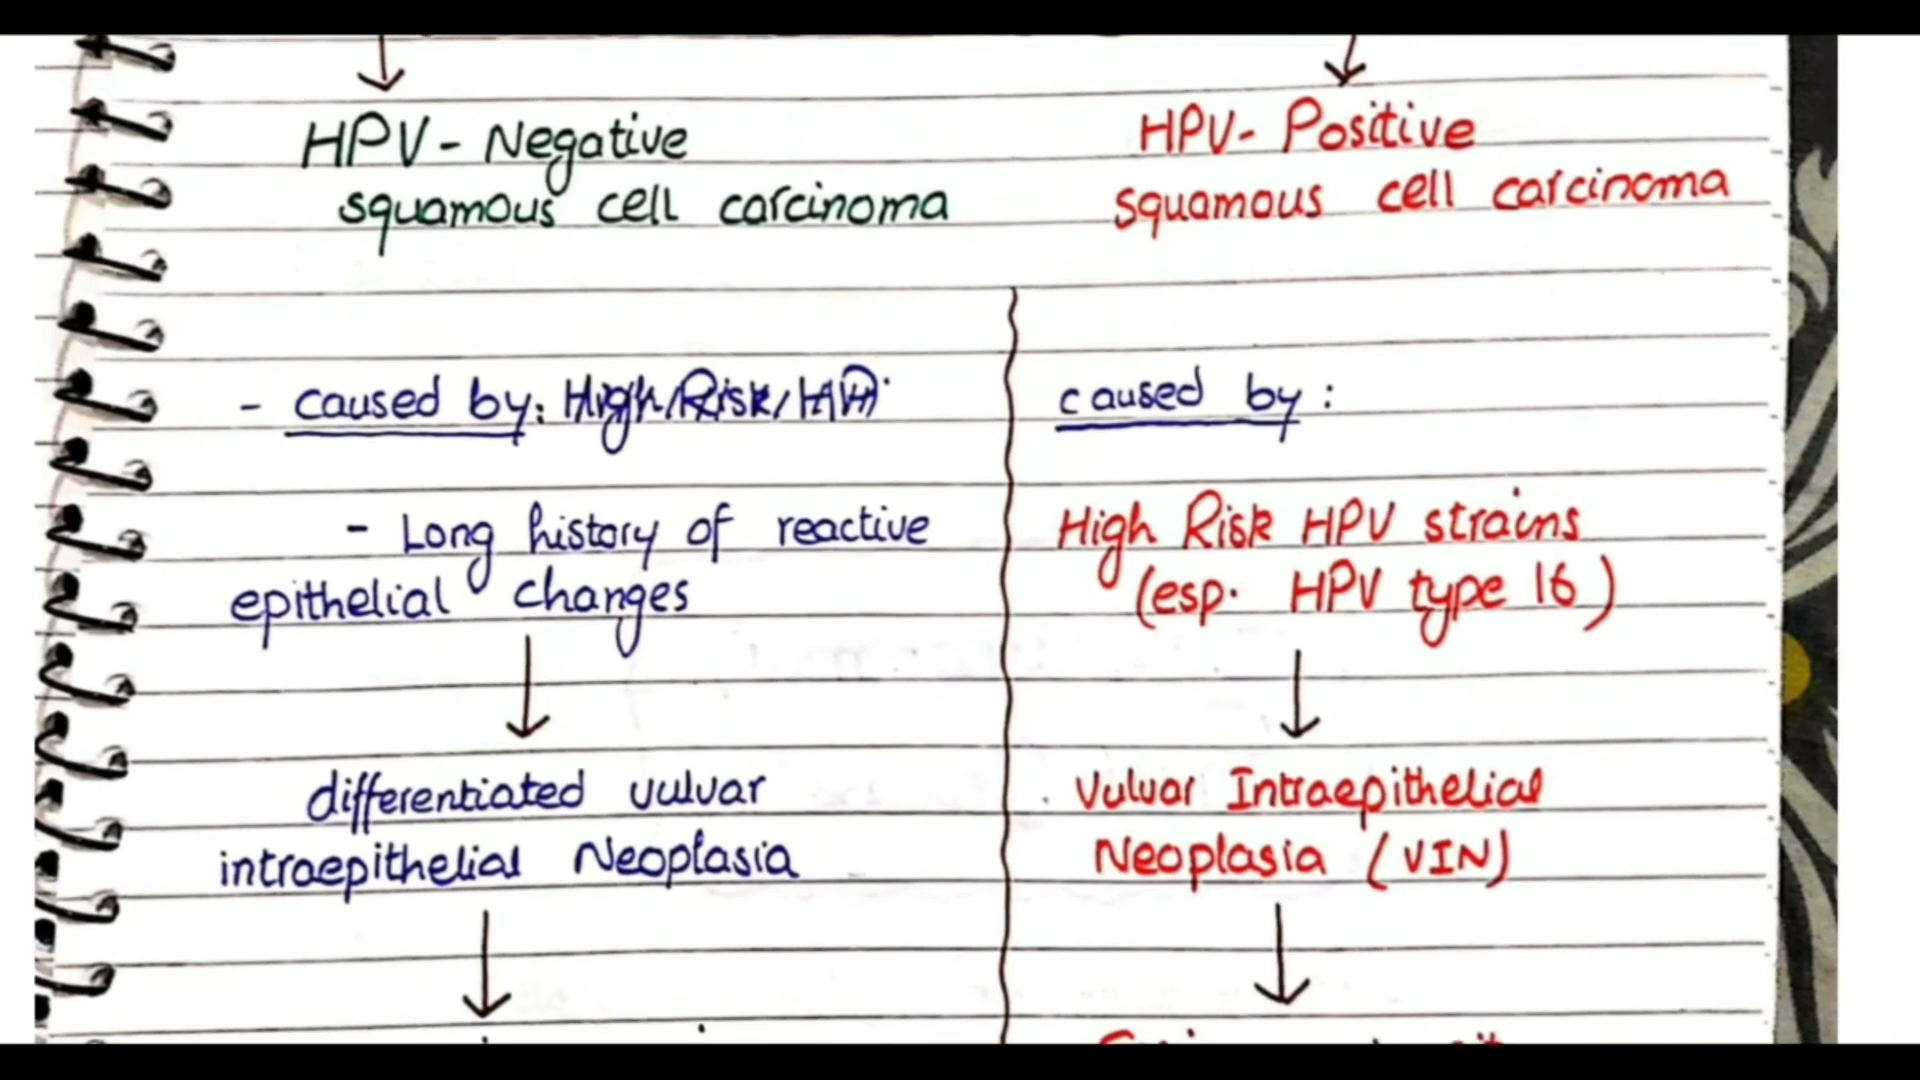 HPV- Negative
squamous cell carcinoma
- caused by:
- Long history of reactive
epithelial changes
differentiated vulvar
intraepithelial Neoplasia
HPV- Positive
squamous cell carcinoma
caused by:
High Risk HPV strains
(esp. HPV type 16)
Vulvar Intraepithelial
Neoplasia (VIN)